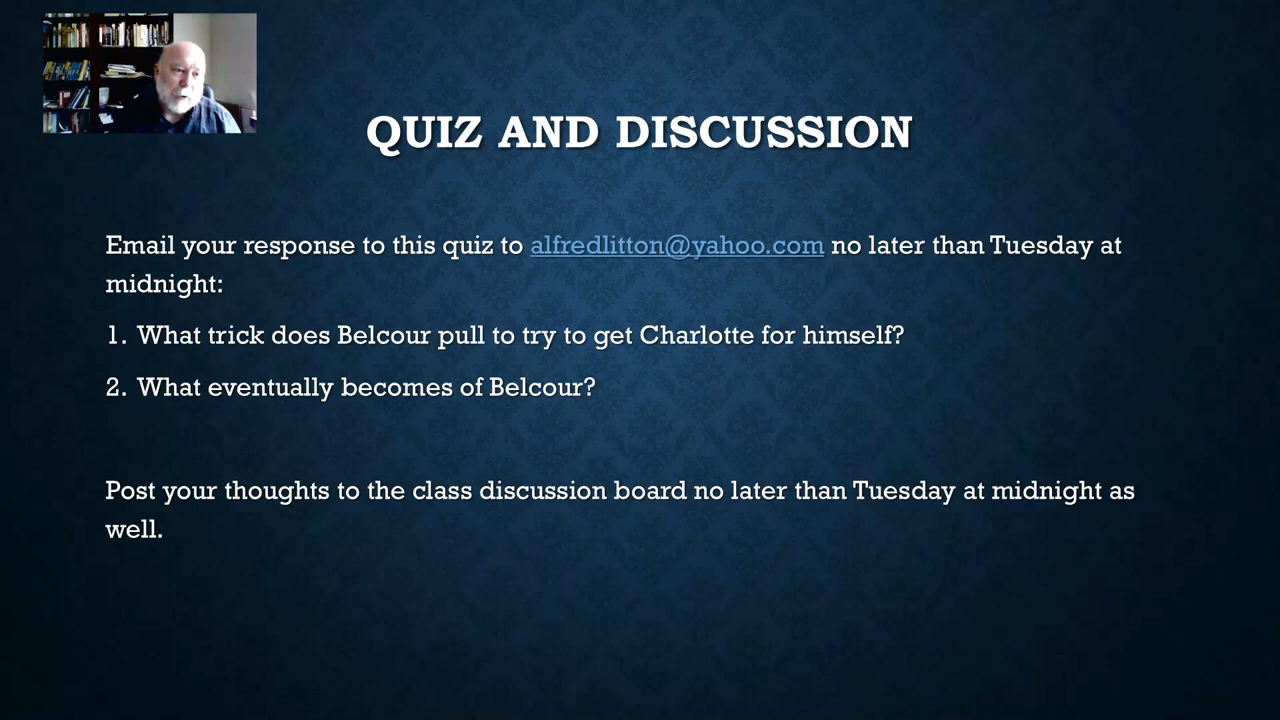 QUIZ AND DISCUSSION
Email your response to this quiz to alfredlitton@yahoo.com no later than Tuesday at
midnight:
1. What trick does Belcour pull to try to get Charlotte for himself?
2. What eventually becomes of Belcour?
Post your thoughts to the class discussion board no later than Tuesday at midnight as
well.